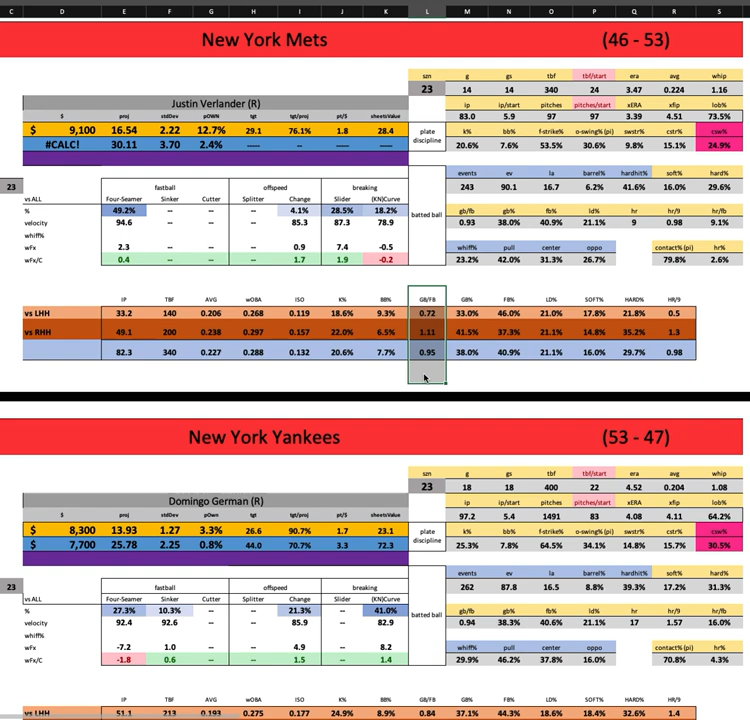 C D E F G H I J K L M N O P Q R S
New York Mets (46 - 53)
szn g gs tbf tbf/start era avg whip
23 14 14 340 24 3.47 0.224 1.16
Justin Verlander (R) ip ip/start pitches pitches/start xERA xfip lob%
$ proj stdDev pOWN tgt tgt/proj pt/$ sheetsValue 83.0 5.9 97 97 3.39 4.51 73.5%
$ 9,100 16.54 2.22 12.7% 29.1 76.1% 1.8 28.4 plate discipline k% bb% f-strike% o-swing% (pi) swstr% cstr% csw%
#CALC! 30.11 3.70 2.4% ---- ---- -- ---- 20.6% 7.6% 53.5% 30.6% 9.8% 15.1% 24.9%
events ev la barrel% hardhit% soft% hard%
23 fastball offspeed breaking 243 90.1 16.7 6.2% 41.6% 16.0% 29.6%
vs ALL Four-Seamer Sinker Cutter Splitter Change Slider (KN)Curve
% 49.2% -- -- -- 4.1% 28.5% 18.2% batted ball gb/fb gb% fb% ld% hr hr/9 hr/fb
velocity 94.6 -- -- -- 85.3 87.3 78.9 0.93 38.0% 40.9% 21.1% 9 0.98 9.1%
whiff%
wFx 2.3 -- -- -- 0.9 7.4 -0.5 whiff% pull center oppo contact% (pi) hr%
wFx/C 0.4 -- -- -- 1.7 1.9 -0.2 23.2% 42.0% 31.3% 26.7% 79.8% 2.6%
IP TBF AVG wOBA ISO K% BB% GB/FB GB% FB% LD% SOFT% HARD% HR/9
vs LHH 33.2 140 0.206 0.268 0.119 18.6% 9.3% 0.72 33.0% 46.0% 21.0% 17.8% 21.8% 0.5
vs RHH 49.1 200 0.238 0.297 0.157 22.0% 6.5% 1.11 41.5% 37.3% 21.1% 14.8% 35.2% 1.3
82.3 340 0.227 0.288 0.132 20.6% 7.7% 0.95 38.0% 40.9% 21.1% 16.0% 29.7% 0.98
New York Yankees (53 - 47)
szn g gs tbf tbf/start era avg whip
23 18 18 400 22 4.52 0.204 1.08
Domingo German (R) ip ip/start pitches pitches/start xERA xfip lob%
$ proj stdDev pOwn tgt tgt/proj pt/$ sheetsValue 97.2 5.4 1491 83 4.08 4.11 64.2%
$ 8,300 13.93 1.27 3.3% 26.6 90.7% 1.7 23.1 plate discipline k% bb% f-strike% o-swing% (pi) swstr% cstr% csw%
$ 7,700 25.78 2.25 0.8% 44.0 70.7% 3.3 72.3 25.3% 7.8% 64.5% 34.1% 14.8% 15.7% 30.5%
events ev la barrel% hardhit% soft% hard%
23 fastball offspeed breaking 262 87.8 16.5 8.8% 39.3% 17.2% 31.3%
vs ALL Four-Seamer Sinker Cutter Splitter Change Slider (KN)Curve
% 27.3% 10.3% -- -- 21.3% -- 41.0% batted ball gb/fb gb% fb% ld% hr hr/9 hr/fb
velocity 92.4 92.6 -- -- 85.9 -- 82.9 0.94 38.3% 40.6% 21.1% 17 1.57 16.0%
whiff%
wFx -7.2 1.0 -- -- 4.9 -- 8.2 whiff% pull center oppo contact% (pi) hr%
wFx/C -1.8 0.6 -- -- 1.5 -- 1.4 29.9% 46.2% 37.8% 16.0% 70.8% 4.3%
IP TBF AVG wOBA ISO K% BB% GB/FB GB% FB% LD% SOFT% HARD% HR/9
vs LHH 51.1 213 0.193 0.275 0.177 24.9% 8.9% 0.84 37.1% 44.3% 18.6% 18.4% 32.6% 1.4